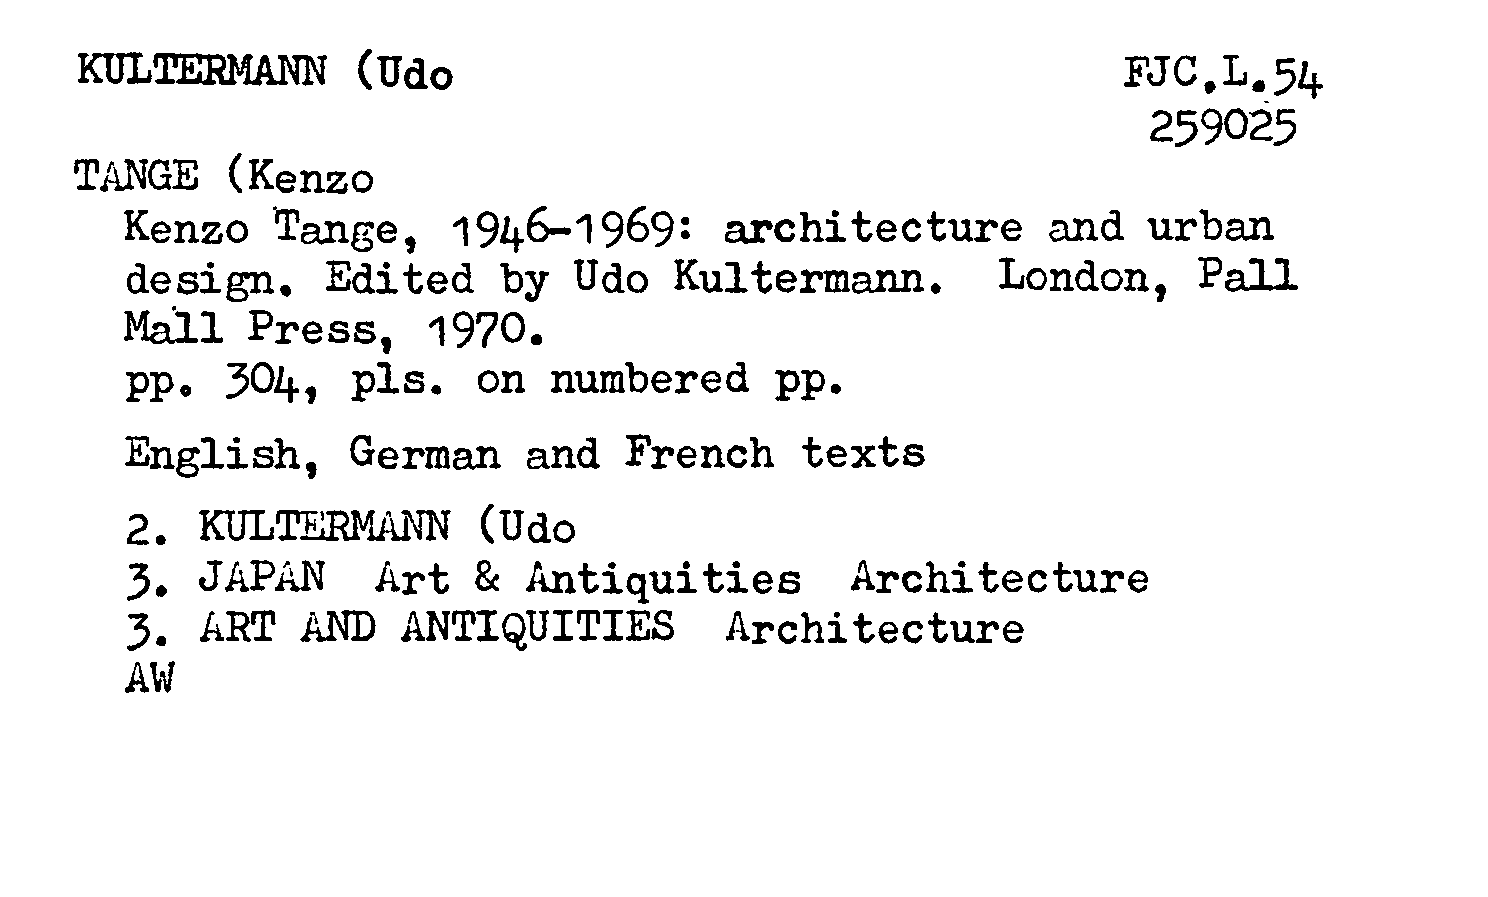 KULTERMANN (Udo
FJC.L.54
259025
TANGE (Kenzo
Kenzo Tange, 1946-1969: architecture and urban
design. Edited by Udo Kultermann. London, Pall
Mall Press, 1970.
pp. 304, pls. on numbered pp.
English, German and French texts
2. KULTERMANN (Udo
3. JAPAN Art & Antiquities Architecture
3. ART AND ANTIQUITIES Architecture
AW